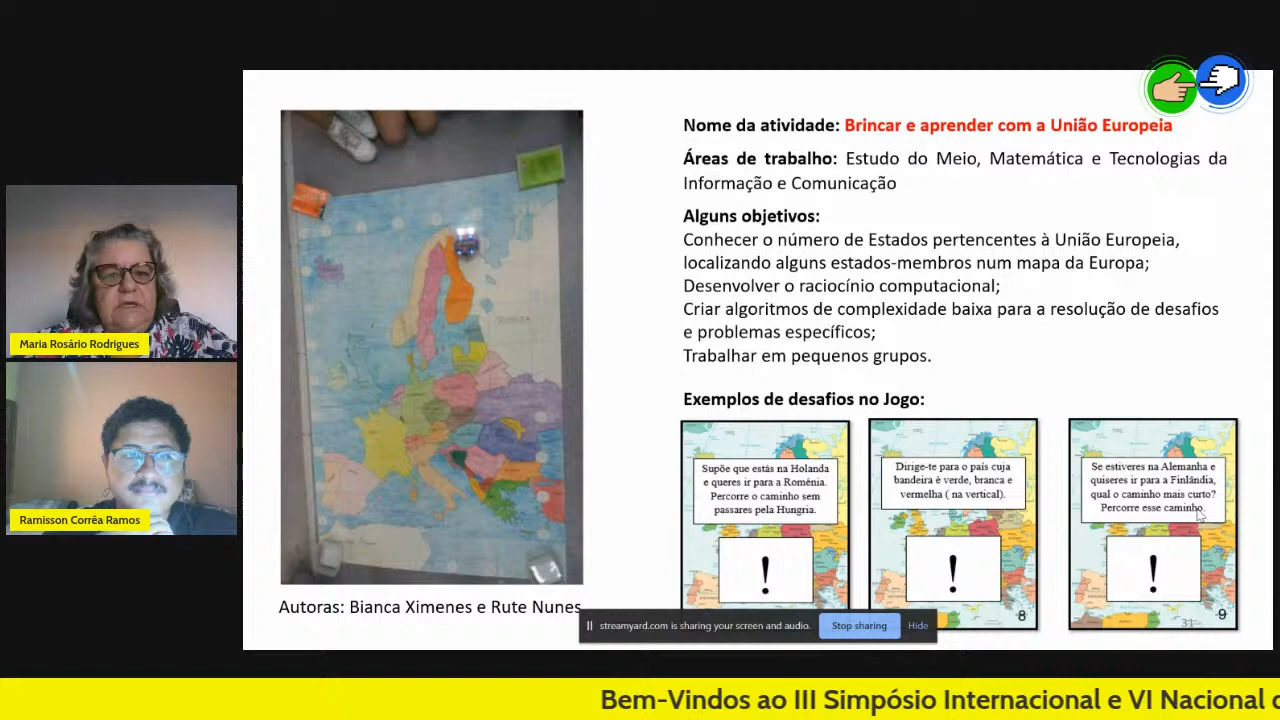 Nome da atividade: Brincar e aprender com a União Europeia
Áreas de trabalho: Estudo do Meio, Matemática e Tecnologias da
Informação e Comunicação
Alguns objetivos:
Conhecer o número de Estados pertencentes à União Europeia,
localizando alguns estados-membros num mapa da Europa;
Desenvolver o raciocínio computacional;
Criar algoritmos de complexidade baixa para a resolução de desafios
e problemas específicos;
Trabalhar em pequenos grupos.
Exemplos de desafios no Jogo:
Supõe que estás na Holanda
e queres ir para a Roménia.
Percorre o caminho sem
passares pela Hungria.
!
Dirige-te para o país cuja
bandeira è verde, branca e
vermelha ( na vertical).
!
8
Se estiveres na Alemanha e
quiseres ir para a Finlândia,
qual o caminho mais curto?
Percorre esse caminho.
!
31
9
Autoras: Bianca Ximenes e Rute Nunes
Maria Rosário Rodrigues
Ramisson Corrêa Ramos
streamyard.com is sharing your screen and audio.
Stop sharing
Hide
Bem-Vindos ao III Simpósio Internacional e VI Nacional